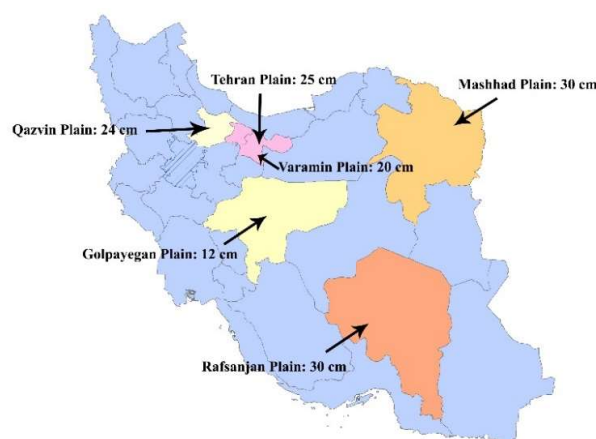 Tehran Plain: 25 cm
Mashhad Plain: 30 cm
Qazvin Plain: 24 cm
Varamin Plain: 20 cm
Golpayegan Plain: 12 cm
Rafsanjan Plain: 30 cm